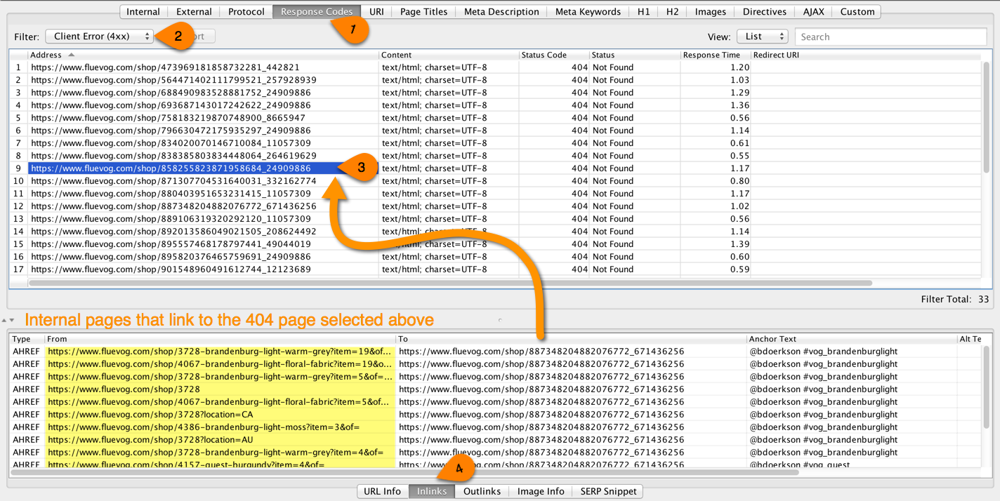 Internal External Protocol Response Codes URI Page Titles Meta Description Meta Keywords H1 H2 Images Directives AJAX Custom
1
Filter: Client Error (4xx) 2 View: List Search
Address Content Status Code Status Response Time Redirect URI
1 https://www.fluevog.com/shop/473969181858732281_442821 text/html; charset=UTF-8 404 Not Found 1.20
2 https://www.fluevog.com/shop/564471402111799521_257928939 text/html; charset=UTF-8 404 Not Found 1.03
3 https://www.fluevog.com/shop/688490983528881752_24909886 text/html; charset=UTF-8 404 Not Found 1.29
4 https://www.fluevog.com/shop/693687143017242622_24909886 text/html; charset=UTF-8 404 Not Found 1.36
5 https://www.fluevog.com/shop/758183219870748900_8665947 text/html; charset=UTF-8 404 Not Found 0.56
6 https://www.fluevog.com/shop/796630472175935297_24909886 text/html; charset=UTF-8 404 Not Found 1.14
7 https://www.fluevog.com/shop/834020070146710084_11057309 text/html; charset=UTF-8 404 Not Found 0.61
8 https://www.fluevog.com/shop/838385803834448064_264619629 text/html; charset=UTF-8 404 Not Found 0.55
9 https://www.fluevog.com/shop/858255823871958684_24909886 3 text/html; charset=UTF-8 404 Not Found 1.17
10 https://www.fluevog.com/shop/871307704531640031_332162774 text/html; charset=UTF-8 404 Not Found 0.80
11 https://www.fluevog.com/shop/880403951653231415_11057309 text/html; charset=UTF-8 404 Not Found 1.17
12 https://www.fluevog.com/shop/887348204882076772_671436256 text/html; charset=UTF-8 404 Not Found 1.02
13 https://www.fluevog.com/shop/889106319320292120_11057309 text/html; charset=UTF-8 404 Not Found 0.56
14 https://www.fluevog.com/shop/892013586049021505_208624492 text/html; charset=UTF-8 404 Not Found 1.14
15 https://www.fluevog.com/shop/895557468178797441_49044019 text/html; charset=UTF-8 404 Not Found 1.39
16 https://www.fluevog.com/shop/895820376465759691_24909886 text/html; charset=UTF-8 404 Not Found 0.60
17 https://www.fluevog.com/shop/901548960491612744_12123689 text/html; charset=UTF-8 404 Not Found 0.59
Filter Total: 33
Internal pages that link to the 404 page selected above
Type From To Anchor Text Alt Te
AHREF https://www.fluevog.com/shop/3728-brandenburg-light-warm-grey?item=19&of... https://www.fluevog.com/shop/887348204882076772_671436256 @bdoerkson #vog_brandenburglight
AHREF https://www.fluevog.com/shop/4067-brandenburg-light-floral-fabric?item=19&o... https://www.fluevog.com/shop/887348204882076772_671436256 @bdoerkson #vog_brandenburglight
AHREF https://www.fluevog.com/shop/3728-brandenburg-light-warm-grey?item=5&of=... https://www.fluevog.com/shop/887348204882076772_671436256 @bdoerkson #vog_brandenburglight
AHREF https://www.fluevog.com/shop/3728 https://www.fluevog.com/shop/887348204882076772_671436256 @bdoerkson #vog_brandenburglight
AHREF https://www.fluevog.com/shop/4067-brandenburg-light-floral-fabric?item=5&of... https://www.fluevog.com/shop/887348204882076772_671436256 @bdoerkson #vog_brandenburglight
AHREF https://www.fluevog.com/shop/3728?location=CA https://www.fluevog.com/shop/887348204882076772_671436256 @bdoerkson #vog_brandenburglight
AHREF https://www.fluevog.com/shop/4386-brandenburg-light-moss?item=3&of= https://www.fluevog.com/shop/887348204882076772_671436256 @bdoerkson #vog_brandenburglight
AHREF https://www.fluevog.com/shop/3728?location=AU https://www.fluevog.com/shop/887348204882076772_671436256 @bdoerkson #vog_brandenburglight
AHREF https://www.fluevog.com/shop/3728-brandenburg-light-warm-grey?item=4&of= https://www.fluevog.com/shop/887348204882076772_671436256 @bdoerkson #vog_brandenburglight
AHREF https://www.fluevog.com/shop/4157-guest-burgundy?item=4&of= https://www.fluevog.com/shop/887348204882076772_671436256 @bdoerkson #vog_guest
4
URL Info Inlinks Outlinks Image Info SERP Snippet